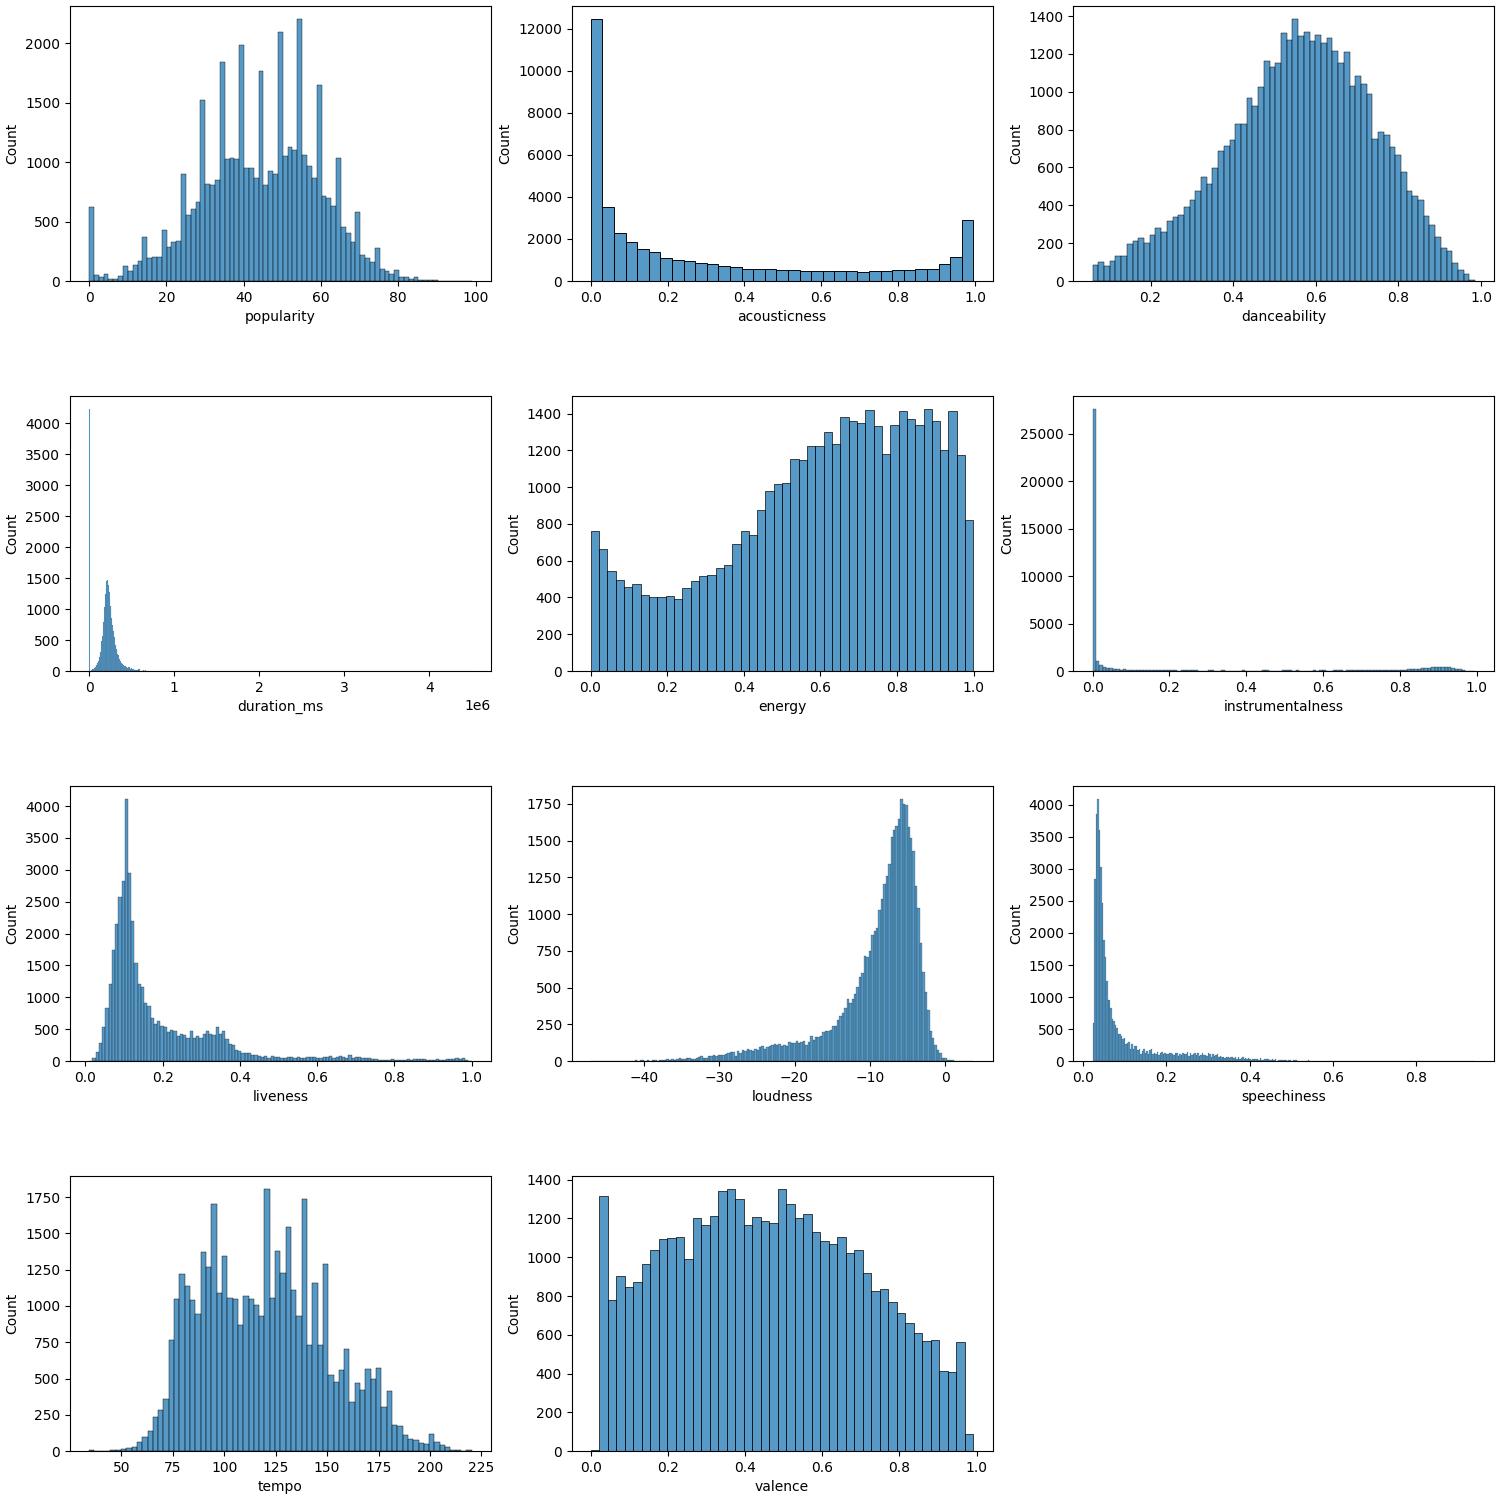 2000
1500
1000
500
0
Count
0 20 40 60 80 100
popularity
12000
10000
8000
6000
4000
2000
0
Count
0.0 0.2 0.4 0.6 0.8 1.0
acousticness
1400
1200
1000
800
600
400
200
0
Count
0.2 0.4 0.6 0.8 1.0
danceability
4000
3500
3000
2500
2000
1500
1000
500
0
Count
0 1 2 3 4
duration_ms 1e6
1400
1200
1000
800
600
400
200
0
Count
0.0 0.2 0.4 0.6 0.8 1.0
energy
25000
20000
15000
10000
5000
0
Count
0.0 0.2 0.4 0.6 0.8 1.0
instrumentalness
4000
3500
3000
2500
2000
1500
1000
500
0
Count
0.0 0.2 0.4 0.6 0.8 1.0
liveness
1750
1500
1250
1000
750
500
250
0
Count
−40 −30 −20 −10 0
loudness
4000
3500
3000
2500
2000
1500
1000
500
0
Count
0.0 0.2 0.4 0.6 0.8
speechiness
1750
1500
1250
1000
750
500
250
0
Count
50 75 100 125 150 175 200 225
tempo
1400
1200
1000
800
600
400
200
0
Count
0.0 0.2 0.4 0.6 0.8 1.0
valence